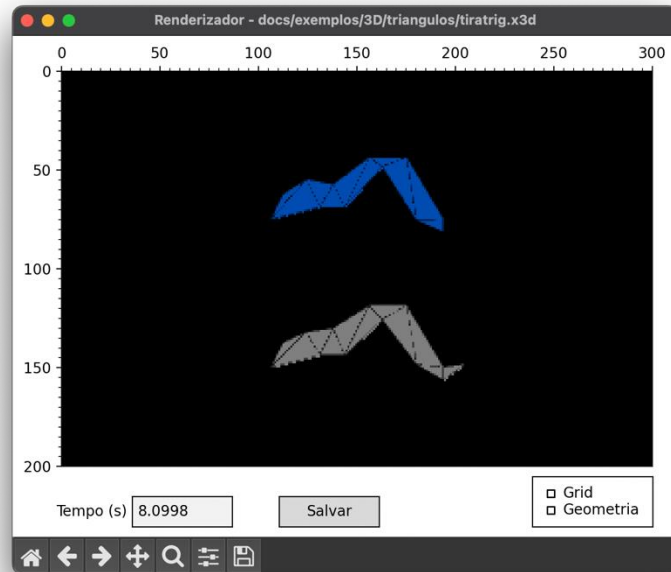 Renderizador - docs/exemplos/3D/triangulos/tiratrig.x3d
0 50 100 150 200 250 300
0
50
100
150
200
Tempo (s) 8.0998 Salvar
Grid
Geometria